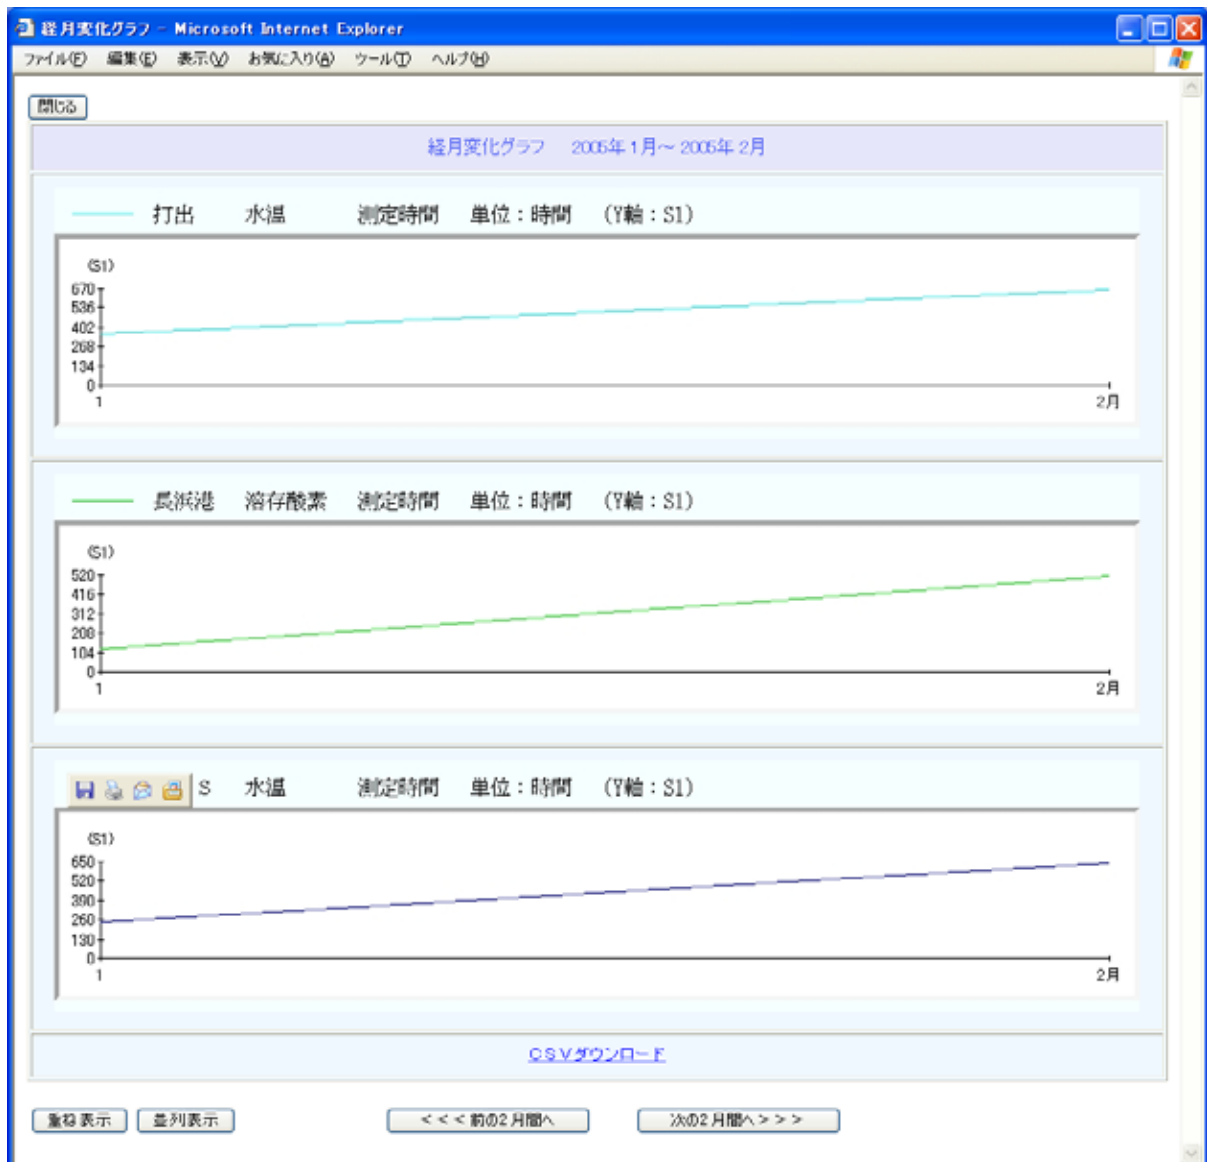 経月変化グラフ - Microsoft Internet Explorer
ファイル(F) 編集(E) 表示(V) お気に入り(A) ツール(T) ヘルプ(H)
閉じる
経月変化グラフ 2005年 1月～ 2005年 2月
打出 水温 測定時間 単位：時間 (Y軸：S1)
(S1)
670
536
402
268
134
0
1 2月
長浜港 溶存酸素 測定時間 単位：時間 (Y軸：S1)
(S1)
520
416
312
208
104
0
1 2月
S 水温 測定時間 単位：時間 (Y軸：S1)
(S1)
650
520
390
260
130
0
1 2月
ＣＳＶダウンロード
重ね表示 並列表示 ＜＜＜前の2月間へ 次の2月間へ＞＞＞